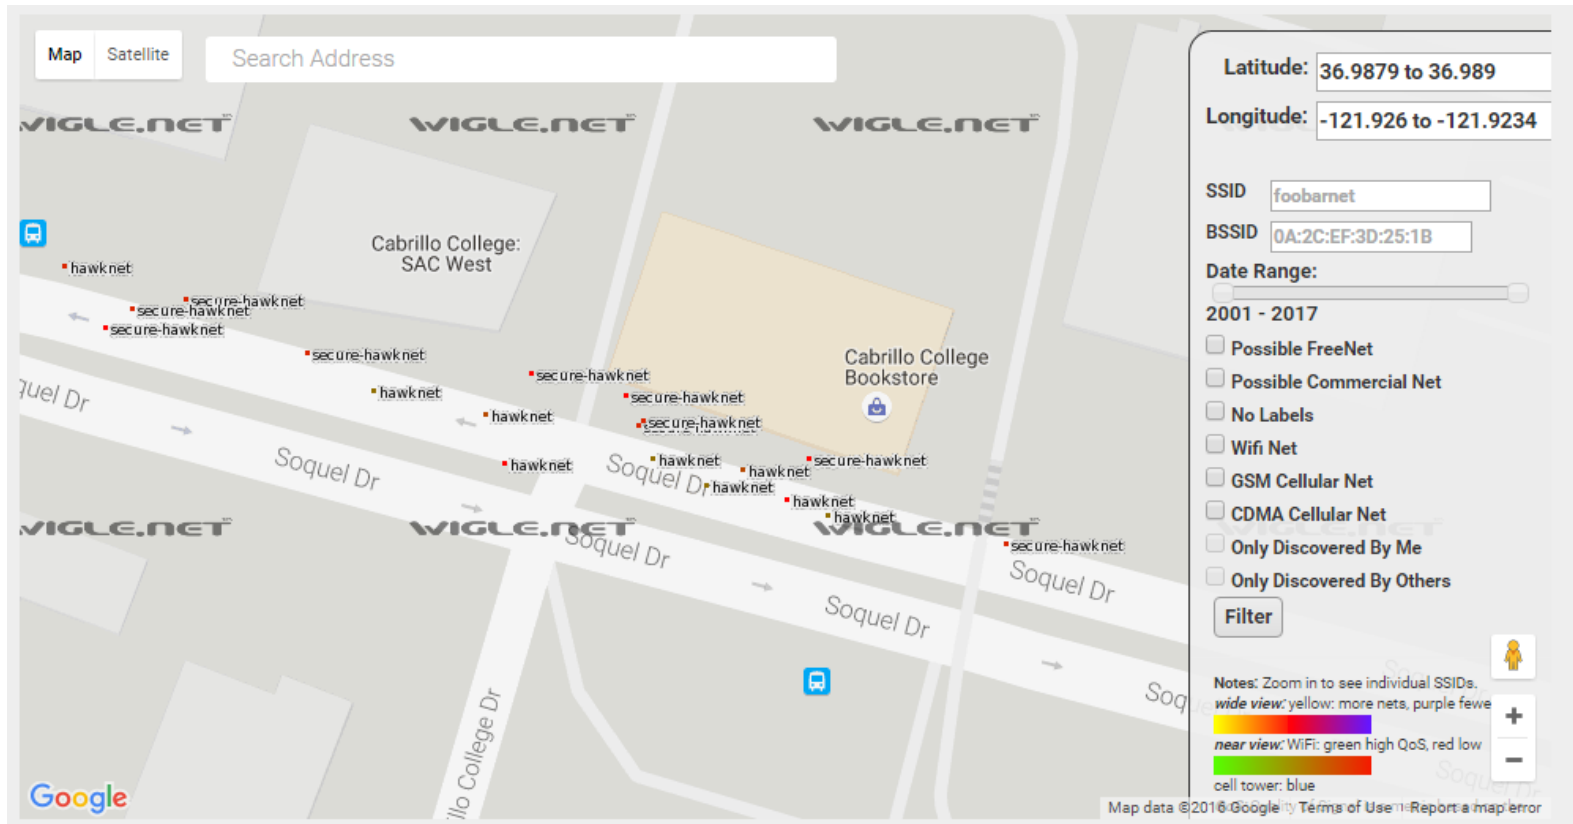 Map
Satellite
Search Address
WIGLE.NET
WIGLE.NET
WIGLE.NET
Cabrillo College:
SAC West
Cabrillo College
Bookstore
hawknet
secure-hawknet
secure-hawknet
secure-hawknet
secure-hawknet
hawknet
hawknet
hawknet
secure-hawknet
secure-hawknet
secure-hawknet
hawknet
hawknet
hawknet
secure-hawknet
hawknet
hawknet
secure-hawknet
quel Dr
Soquel Dr
Soquel Dr
Soquel Dr
Soquel Dr
Soquel Dr
Soq
WIGLE.NET
WIGLE.NET
WIGLE.NET
llo College Dr
Google
Latitude: 36.9879 to 36.989
Longitude: -121.926 to -121.9234
SSID foobarnet
BSSID 0A:2C:EF:3D:25:1B
Date Range:
2001 - 2017
Possible FreeNet
Possible Commercial Net
No Labels
Wifi Net
GSM Cellular Net
CDMA Cellular Net
Only Discovered By Me
Only Discovered By Others
Filter
Notes: Zoom in to see individual SSIDs.
wide view: yellow: more nets, purple fewe
near view: WiFi: green high QoS, red low
cell tower: blue
Map data ©2016 Google Terms of Use Report a map error